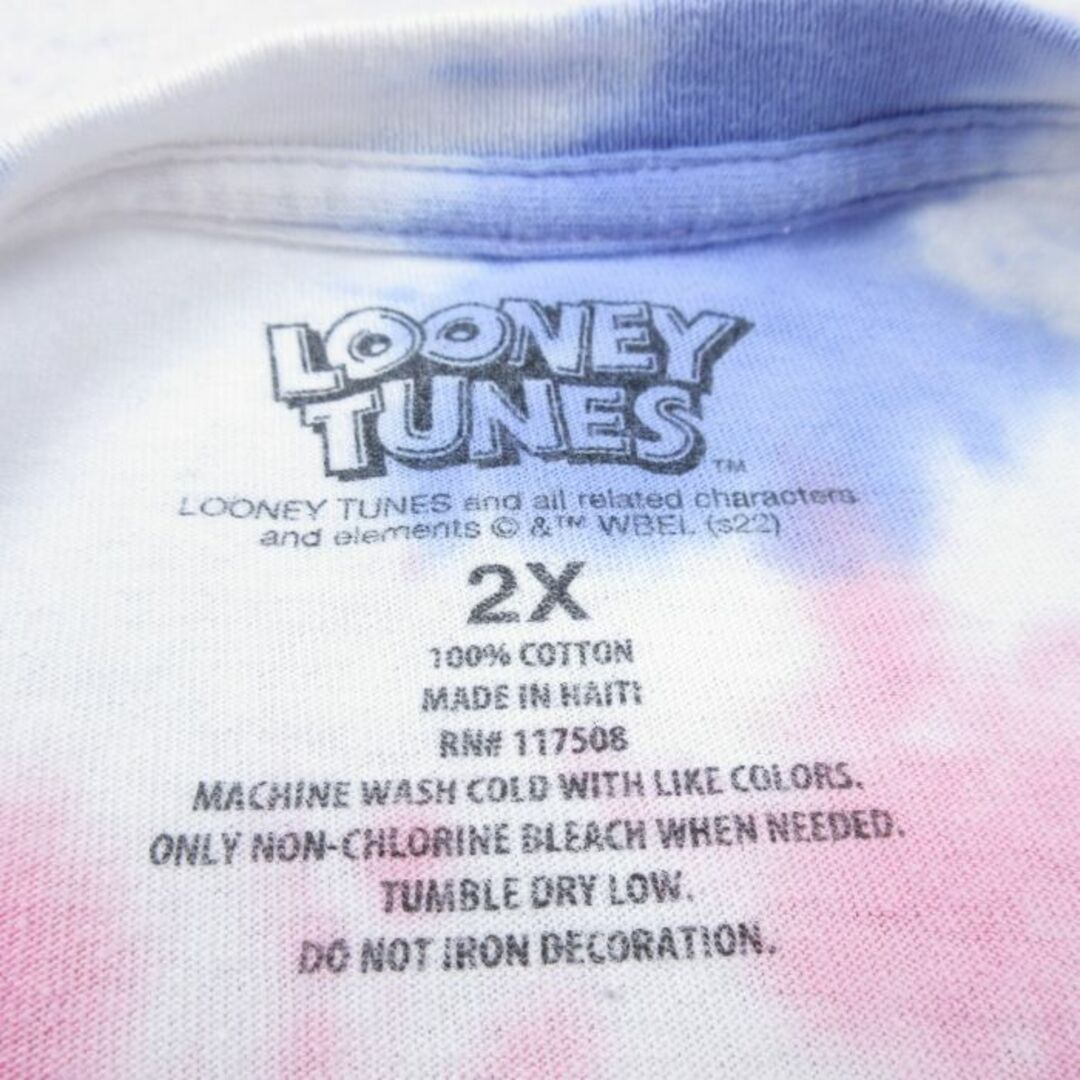 LOONEY
TUNES™
LOONEY TUNES and all related characters
and elements © &™ WBEI. (s22)
2X
100% COTTON
MADE IN HAITI
RN# 117508
MACHINE WASH COLD WITH LIKE COLORS.
ONLY NON-CHLORINE BLEACH WHEN NEEDED.
TUMBLE DRY LOW.
DO NOT IRON DECORATION.